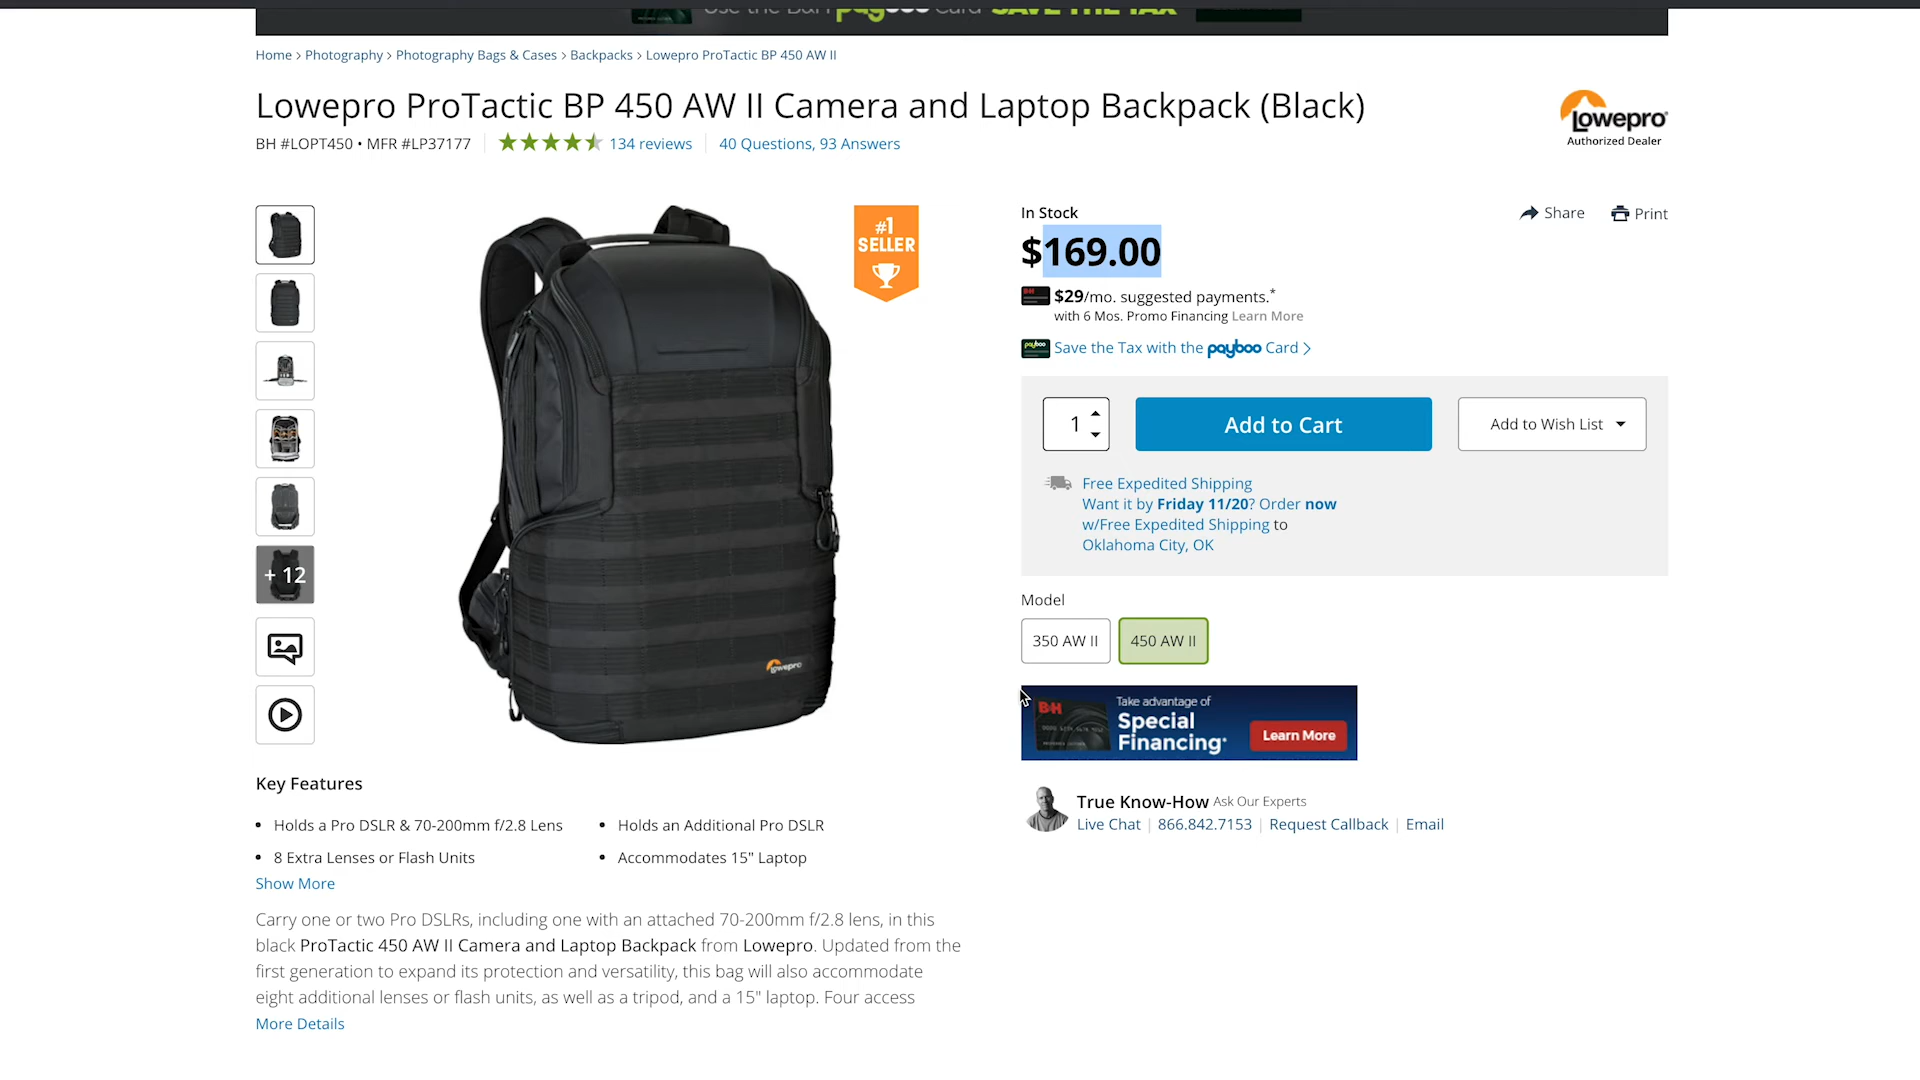 Use the B&H payboo Card SAVE THE TAX
Home > Photography > Photography Bags & Cases > Backpacks > Lowepro ProTactic BP 450 AW II
Lowepro ProTactic BP 450 AW II Camera and Laptop Backpack (Black)
BH #LOPT450 • MFR #LP37177
134 reviews
40 Questions, 93 Answers
Lowepro
Authorized Dealer
#1
SELLER
lowepro
+ 12
In Stock
Share
Print
$169.00
B&H
$29/mo. suggested payments.*
with 6 Mos. Promo Financing Learn More
payboo
Save the Tax with the payboo Card >
1
Add to Cart
Add to Wish List
Free Expedited Shipping
Want it by Friday 11/20? Order now
w/Free Expedited Shipping to
Oklahoma City, OK
Model
350 AW II
450 AW II
B&H
Take advantage of
Special
Financing*
Learn More
True Know-How Ask Our Experts
Live Chat | 866.842.7153 | Request Callback | Email
Key Features
• Holds a Pro DSLR & 70-200mm f/2.8 Lens
• Holds an Additional Pro DSLR
• 8 Extra Lenses or Flash Units
• Accommodates 15" Laptop
Show More
Carry one or two Pro DSLRs, including one with an attached 70-200mm f/2.8 lens, in this
black ProTactic 450 AW II Camera and Laptop Backpack from Lowepro. Updated from the
first generation to expand its protection and versatility, this bag will also accommodate
eight additional lenses or flash units, as well as a tripod, and a 15" laptop. Four access
More Details